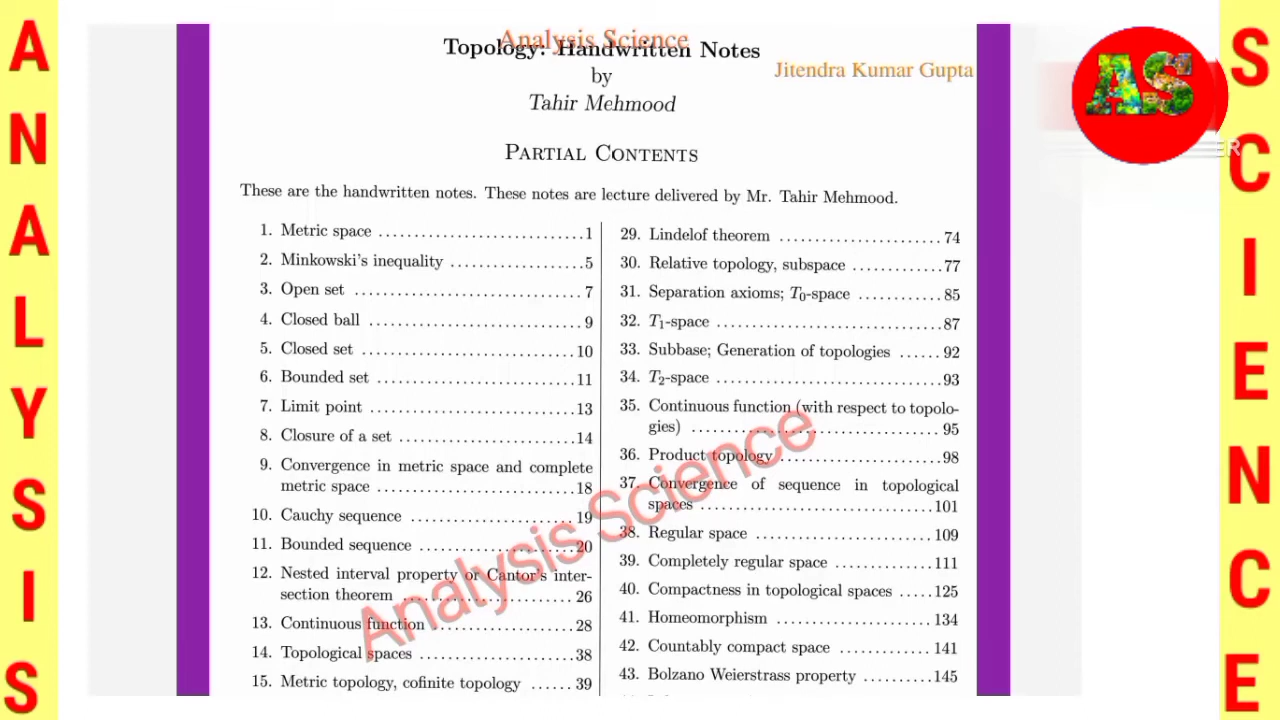 ANALYSIS
Analysis Science
Topology: Handwritten Notes
Jitendra Kumar Gupta
by
Tahir Mehmood
PARTIAL CONTENTS
These are the handwritten notes. These notes are lecture delivered by Mr. Tahir Mehmood.
1. Metric space ..............................1
2. Minkowski's inequality ...................5
3. Open set .................................7
4. Closed ball ..............................9
5. Closed set ..............................10
6. Bounded set .............................11
7. Limit point .............................13
8. Closure of a set ........................14
9. Convergence in metric space and complete
metric space ..............................18
10. Cauchy sequence ........................19
11. Bounded sequence .......................20
12. Nested interval property or Cantor's inter-
section theorem ........................26
13. Continuous function ....................28
14. Topological spaces .....................38
15. Metric topology, cofinite topology ......39
29. Lindelof theorem .......................74
30. Relative topology, subspace .............77
31. Separation axioms; T0-space ............85
32. T1-space ...............................87
33. Subbase; Generation of topologies ......92
34. T2-space ...............................93
35. Continuous function (with respect to topolo-
gies) ...................................95
36. Product topology .......................98
37. Convergence of sequence in topological
spaces .................................101
38. Regular space .........................109
39. Completely regular space .............111
40. Compactness in topological spaces .....125
41. Homeomorphism ......................134
42. Countably compact space ............141
43. Bolzano Weierstrass property ..........145
Analysis Science
AS
ER
SCIENCE